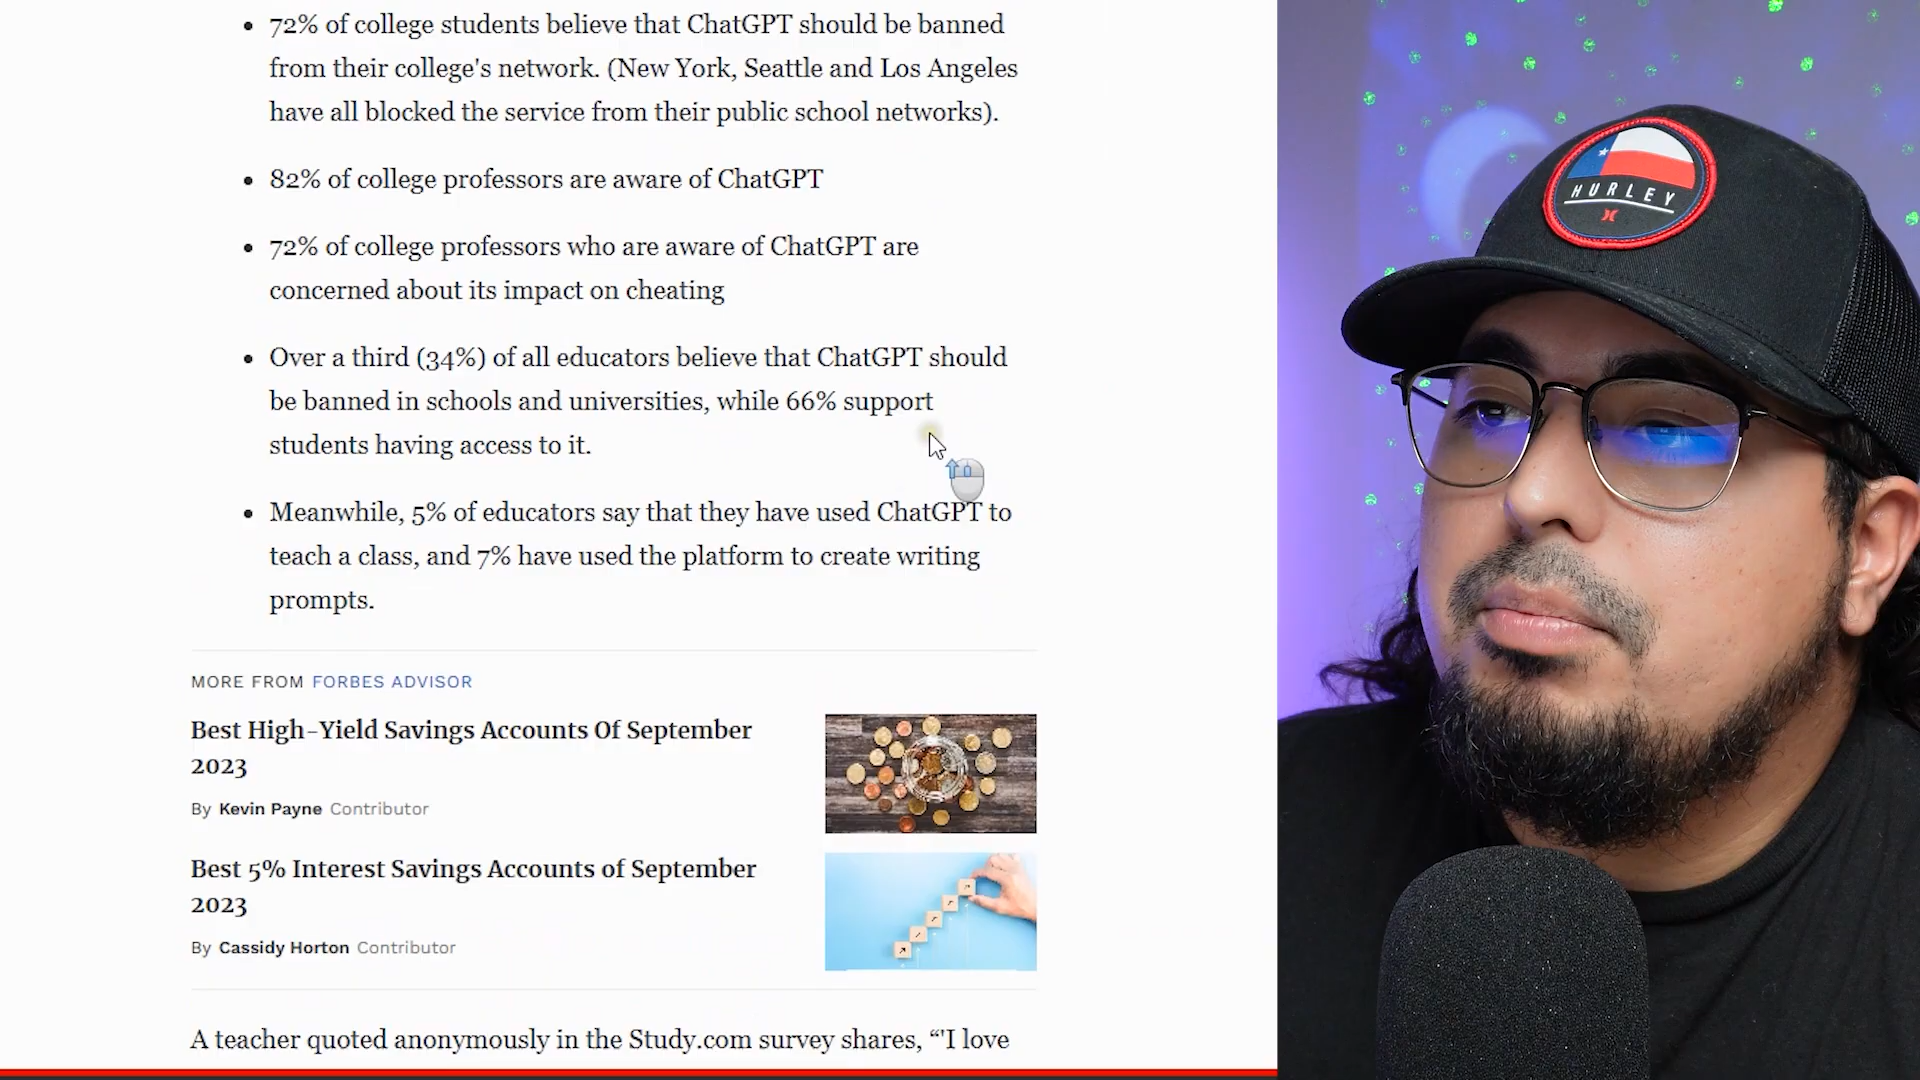 72% of college students believe that ChatGPT should be banned
from their college's network. (New York, Seattle and Los Angeles
have all blocked the service from their public school networks).
82% of college professors are aware of ChatGPT
72% of college professors who are aware of ChatGPT are
concerned about its impact on cheating
Over a third (34%) of all educators believe that ChatGPT should
be banned in schools and universities, while 66% support
students having access to it.
Meanwhile, 5% of educators say that they have used ChatGPT to
teach a class, and 7% have used the platform to create writing
prompts.
MORE FROM FORBES ADVISOR
Best High-Yield Savings Accounts Of September
2023
By Kevin Payne Contributor
Best 5% Interest Savings Accounts of September
2023
By Cassidy Horton Contributor
A teacher quoted anonymously in the Study.com survey shares, “'I love
HURLEY